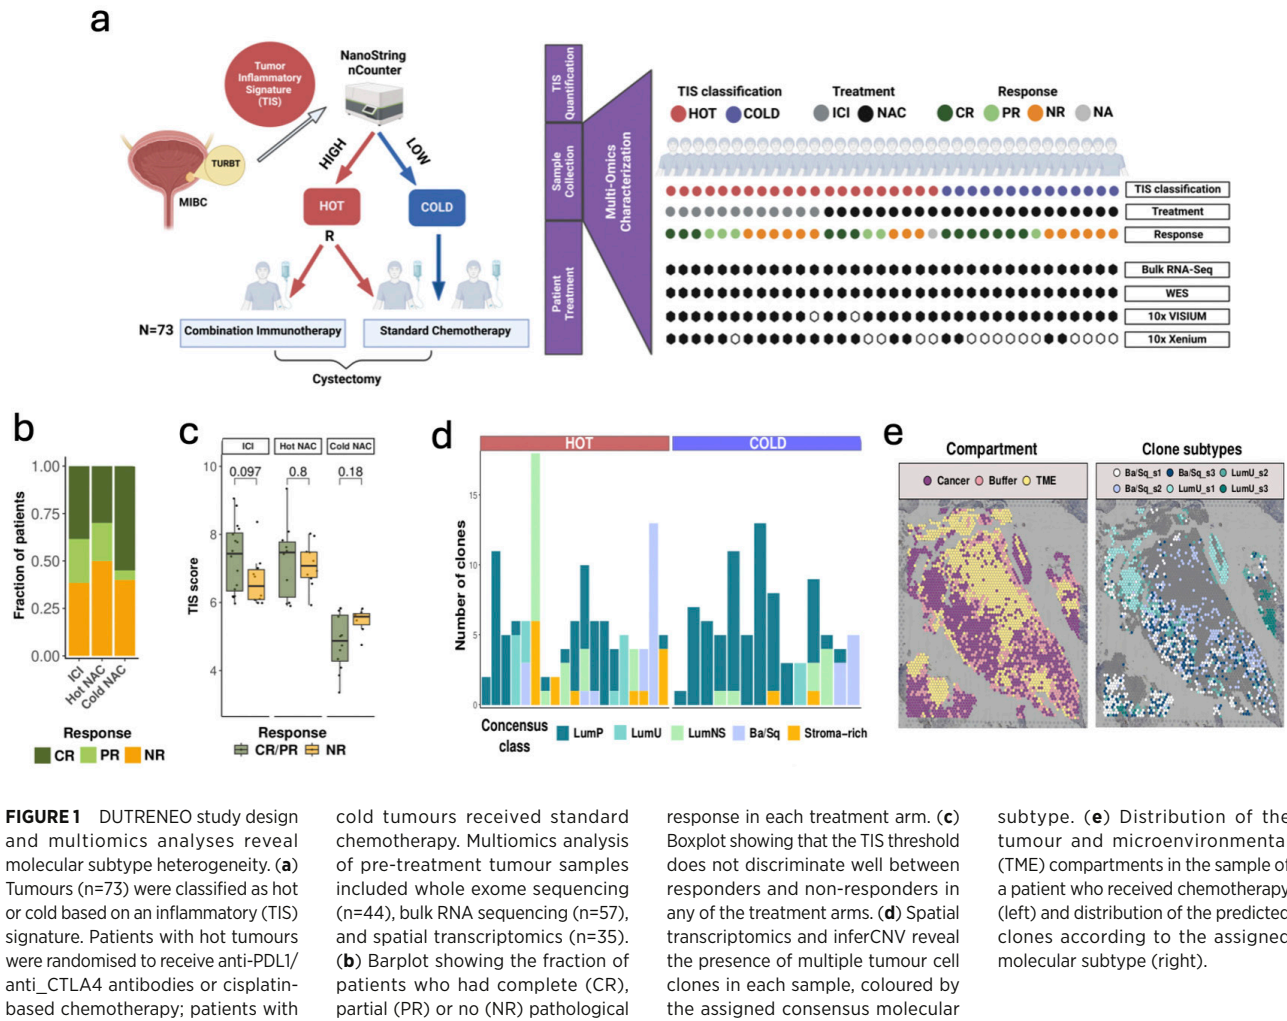 a
Tumor
Inflammatory
Signature
(TIS)
NanoString
nCounter
TURBT
MIBC
HIGH
LOW
HOT
COLD
R
N=73
Combination Immunotherapy
Standard Chemotherapy
Cystectomy
TIS
Quantification
Sample
Collection
Patient
Treatment
Multi-Omics
Characterization
TIS classification
HOT COLD
Treatment
ICI NAC
Response
CR PR NR NA
TIS classification
Treatment
Response
Bulk RNA-Seq
WES
10x VISIUM
10x Xenium
b
Fraction of patients
1.00
0.75
0.50
0.25
0.00
ICI
Hot NAC
Cold NAC
Response
CR PR NR
c
TIS score
10
8
6
4
ICI Hot NAC Cold NAC
0.097 0.8 0.18
Response
CR/PR NR
d
HOT COLD
Number of clones
15
10
5
0
Concensus
class
LumP LumU LumNS Ba/Sq Stroma-rich
e
Compartment
Cancer Buffer TME
Clone subtypes
Ba/Sq_s1 Ba/Sq_s3 LumU_s2
Ba/Sq_s2 LumU_s1 LumU_s3
FIGURE 1 DUTRENEO study design
and multiomics analyses reveal
molecular subtype heterogeneity. (a)
Tumours (n=73) were classified as hot
or cold based on an inflammatory (TIS)
signature. Patients with hot tumours
were randomised to receive anti-PDL1/
anti_CTLA4 antibodies or cisplatin-
based chemotherapy; patients with
cold tumours received standard
chemotherapy. Multiomics analysis
of pre-treatment tumour samples
included whole exome sequencing
(n=44), bulk RNA sequencing (n=57),
and spatial transcriptomics (n=35).
(b) Barplot showing the fraction of
patients who had complete (CR),
partial (PR) or no (NR) pathological
response in each treatment arm. (c)
Boxplot showing that the TIS threshold
does not discriminate well between
responders and non-responders in
any of the treatment arms. (d) Spatial
transcriptomics and inferCNV reveal
the presence of multiple tumour cell
clones in each sample, coloured by
the assigned consensus molecular
subtype. (e) Distribution of the
tumour and microenvironmenta
(TME) compartments in the sample of
a patient who received chemotherapy
(left) and distribution of the predicted
clones according to the assigned
molecular subtype (right).